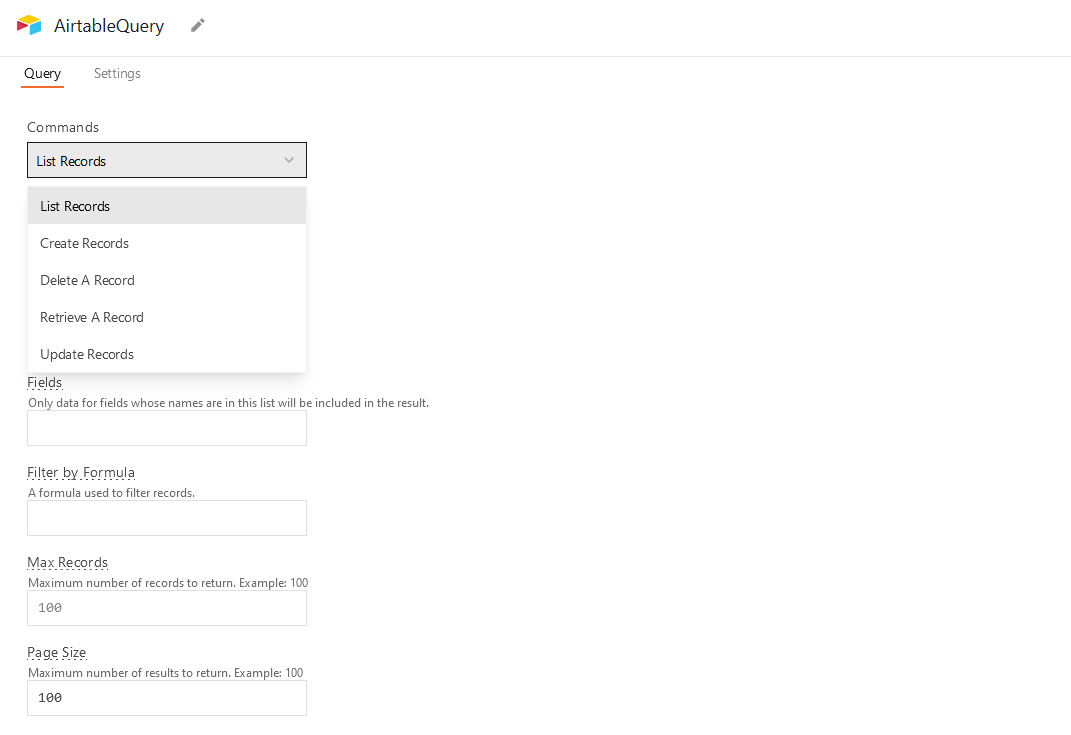 AirtableQuery
Query Settings
Commands
List Records
List Records
Create Records
Delete A Record
Retrieve A Record
Update Records
Fields
Only data for fields whose names are in this list will be included in the result.
Filter by Formula
A formula used to filter records.
Max Records
Maximum number of records to return. Example: 100
100
Page Size
Maximum number of results to return. Example: 100
100